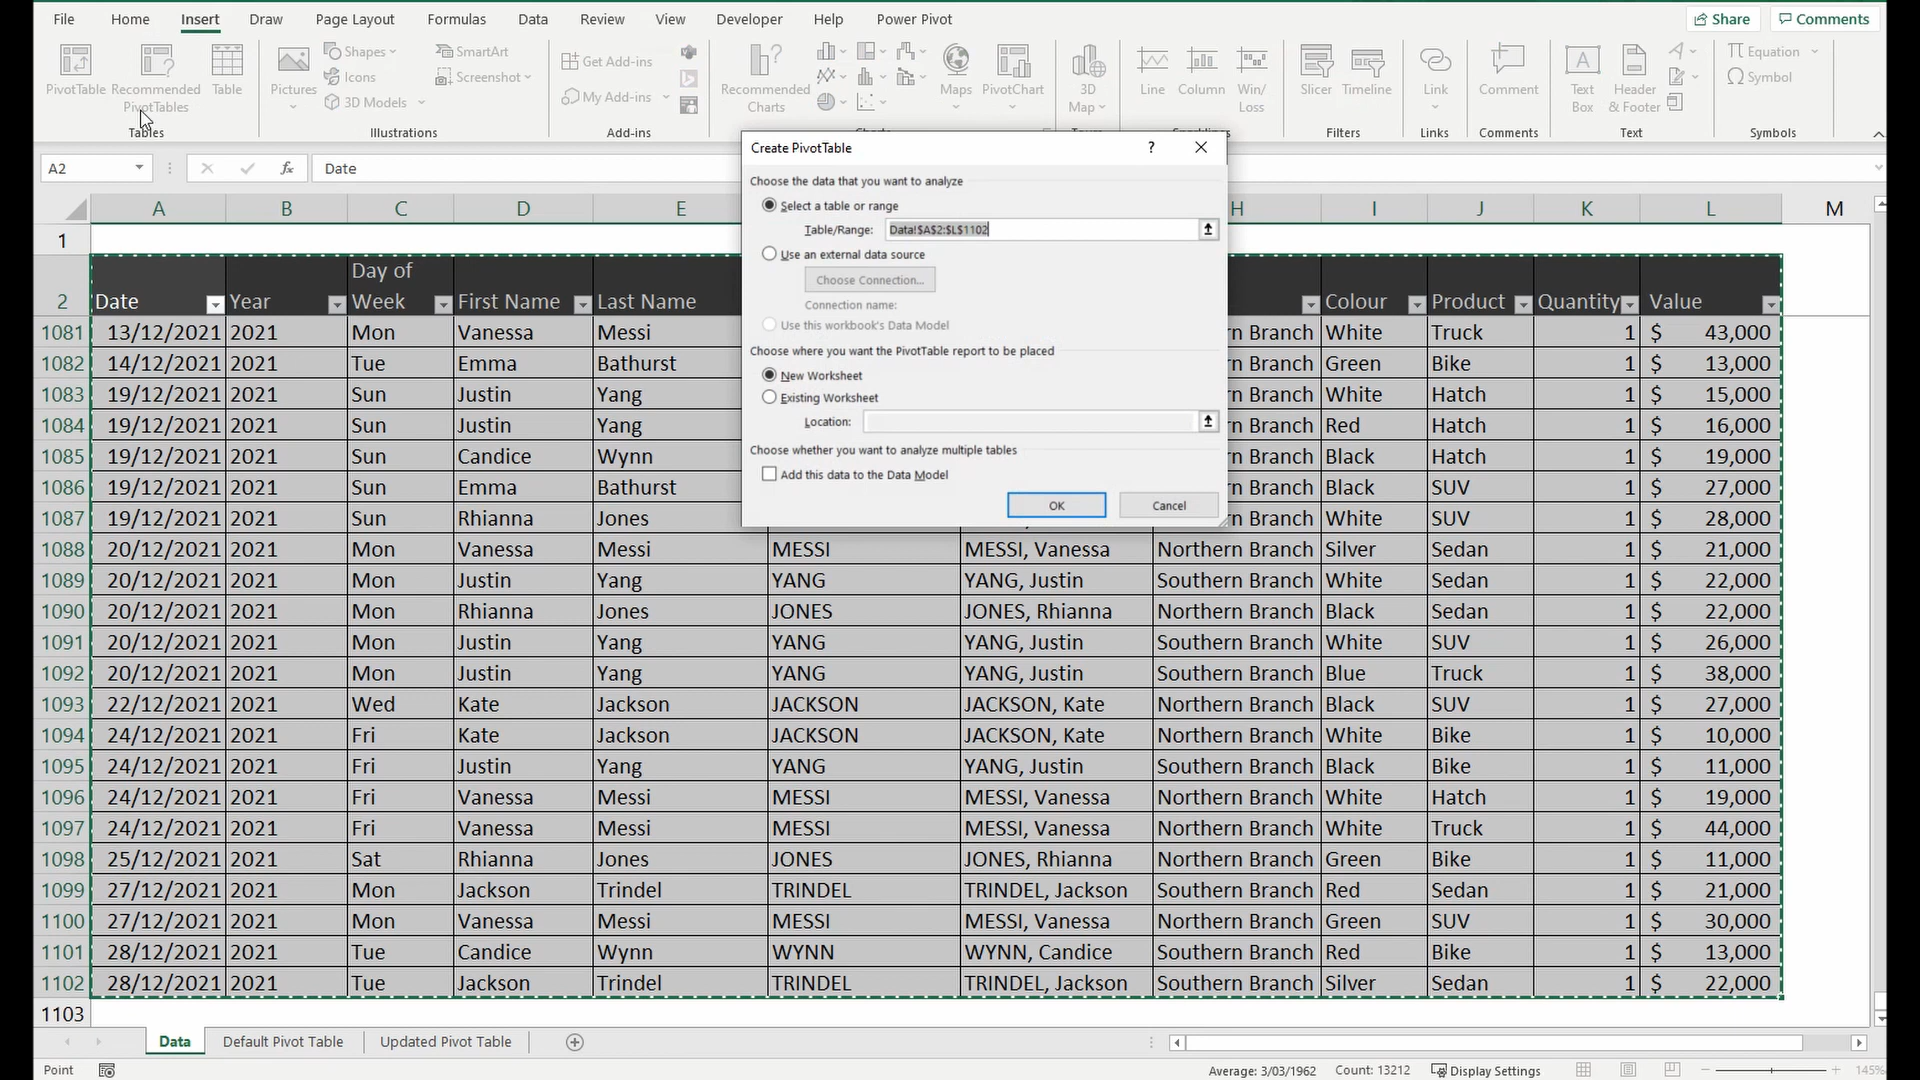 File Home Insert Draw Page Layout Formulas Data Review View Developer Help Power Pivot Share Comments
PivotTable Recommended PivotTables Table
Tables
Pictures Shapes Icons 3D Models SmartArt Screenshot
Illustrations
Get Add-ins
My Add-ins
Add-ins
Recommended Charts Maps PivotChart
3D Map
Line Column Win/Loss
Slicer Timeline
Filters
Link
Links
Comment
Comments
Text Box Header & Footer
Text
Equation
Symbol
Symbols
A2 fx Date
Create PivotTable ?
Choose the data that you want to analyze
Select a table or range
Table/Range: Data!$A$2:$L$1102
Use an external data source
Choose Connection...
Connection name:
Use this workbook's Data Model
Choose where you want the PivotTable report to be placed
New Worksheet
Existing Worksheet
Location:
Choose whether you want to analyze multiple tables
Add this data to the Data Model
OK Cancel
A B C D E H I J K L M
1
2 Date Year Day of Week First Name Last Name Colour Product Quantity Value
1081 13/12/2021 2021 Mon Vanessa Messi rn Branch White Truck 1 $ 43,000
1082 14/12/2021 2021 Tue Emma Bathurst rn Branch Green Bike 1 $ 13,000
1083 19/12/2021 2021 Sun Justin Yang rn Branch White Hatch 1 $ 15,000
1084 19/12/2021 2021 Sun Justin Yang rn Branch Red Hatch 1 $ 16,000
1085 19/12/2021 2021 Sun Candice Wynn rn Branch Black Hatch 1 $ 19,000
1086 19/12/2021 2021 Sun Emma Bathurst rn Branch Black SUV 1 $ 27,000
1087 19/12/2021 2021 Sun Rhianna Jones rn Branch White SUV 1 $ 28,000
1088 20/12/2021 2021 Mon Vanessa Messi MESSI MESSI, Vanessa Northern Branch Silver Sedan 1 $ 21,000
1089 20/12/2021 2021 Mon Justin Yang YANG YANG, Justin Southern Branch White Sedan 1 $ 22,000
1090 20/12/2021 2021 Mon Rhianna Jones JONES JONES, Rhianna Northern Branch Black Sedan 1 $ 22,000
1091 20/12/2021 2021 Mon Justin Yang YANG YANG, Justin Southern Branch White SUV 1 $ 26,000
1092 20/12/2021 2021 Mon Justin Yang YANG YANG, Justin Southern Branch Blue Truck 1 $ 38,000
1093 22/12/2021 2021 Wed Kate Jackson JACKSON JACKSON, Kate Northern Branch Black SUV 1 $ 27,000
1094 24/12/2021 2021 Fri Kate Jackson JACKSON JACKSON, Kate Northern Branch White Bike 1 $ 10,000
1095 24/12/2021 2021 Fri Justin Yang YANG YANG, Justin Southern Branch Black Bike 1 $ 11,000
1096 24/12/2021 2021 Fri Vanessa Messi MESSI MESSI, Vanessa Northern Branch White Hatch 1 $ 19,000
1097 24/12/2021 2021 Fri Vanessa Messi MESSI MESSI, Vanessa Northern Branch White Truck 1 $ 44,000
1098 25/12/2021 2021 Sat Rhianna Jones JONES JONES, Rhianna Northern Branch Green Bike 1 $ 11,000
1099 27/12/2021 2021 Mon Jackson Trindel TRINDEL TRINDEL, Jackson Southern Branch Red Sedan 1 $ 21,000
1100 27/12/2021 2021 Mon Vanessa Messi MESSI MESSI, Vanessa Northern Branch Green SUV 1 $ 30,000
1101 28/12/2021 2021 Tue Candice Wynn WYNN WYNN, Candice Southern Branch Red Bike 1 $ 13,000
1102 28/12/2021 2021 Tue Jackson Trindel TRINDEL TRINDEL, Jackson Southern Branch Silver Sedan 1 $ 22,000
1103
Data Default Pivot Table Updated Pivot Table
Point Average: 3/03/1962 Count: 13212 Display Settings 145%